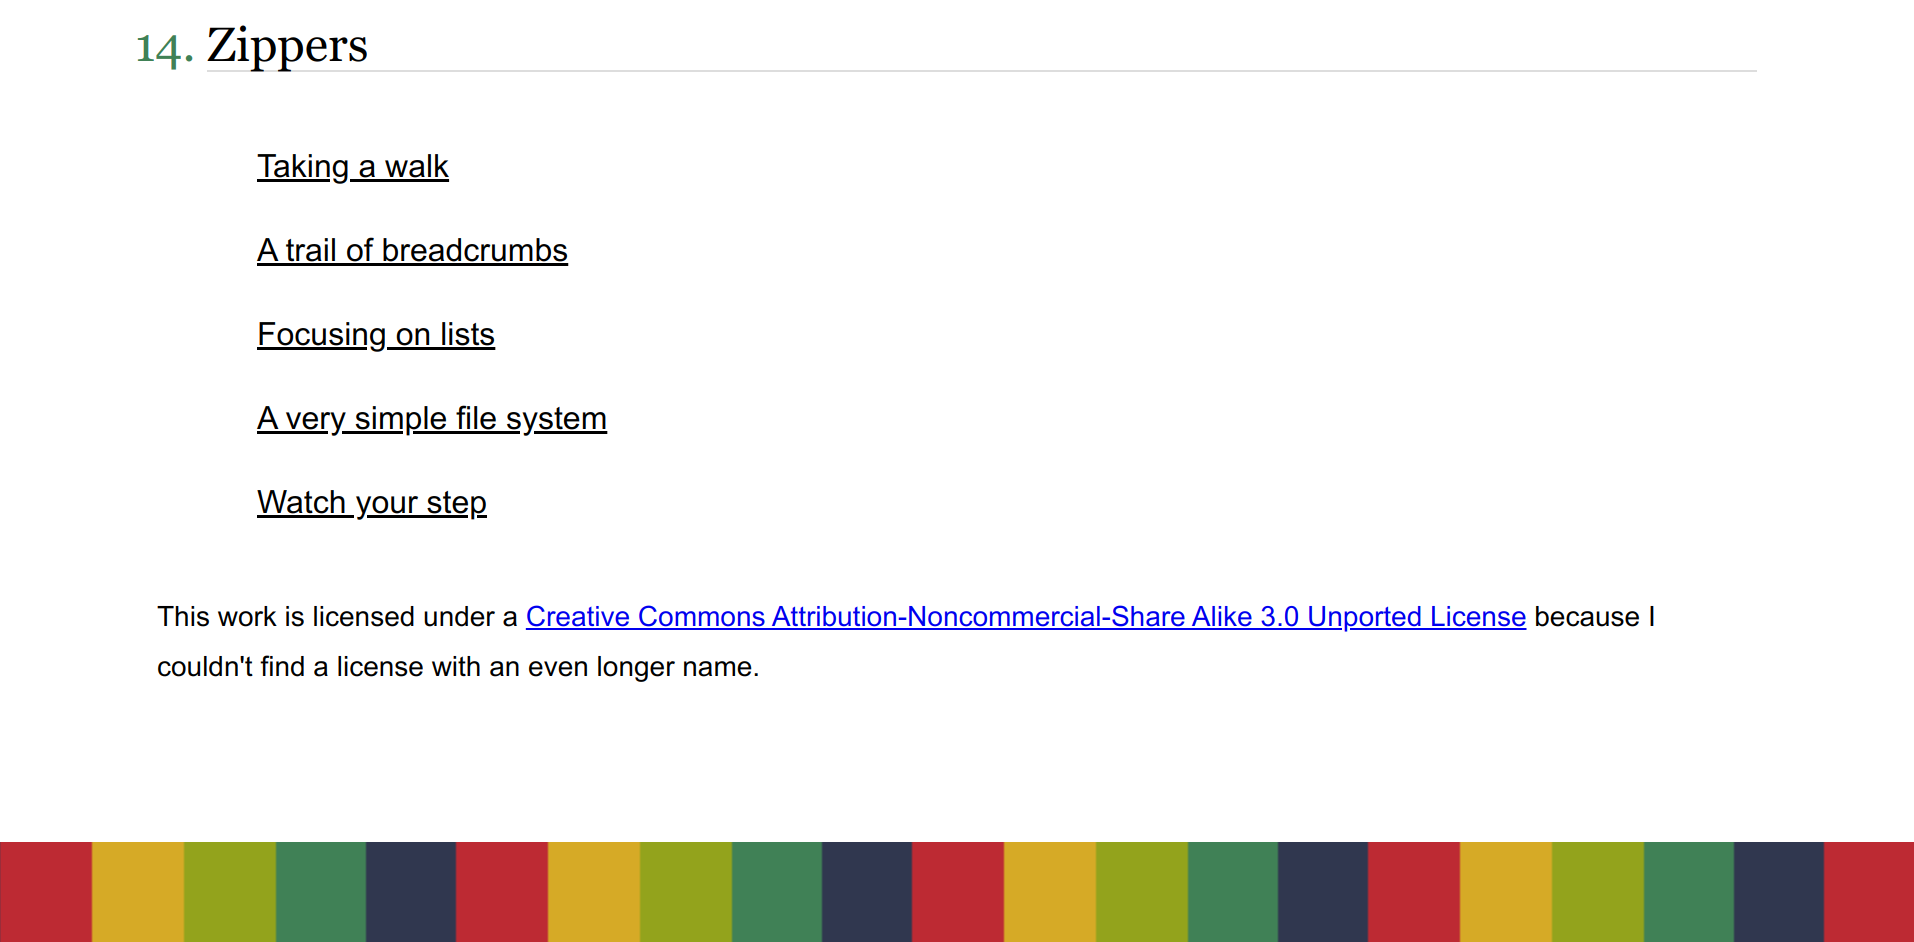 14. Zippers
Taking a walk
A trail of breadcrumbs
Focusing on lists
A very simple file system
Watch your step
This work is licensed under a Creative Commons Attribution-Noncommercial-Share Alike 3.0 Unported License because I
couldn't find a license with an even longer name.